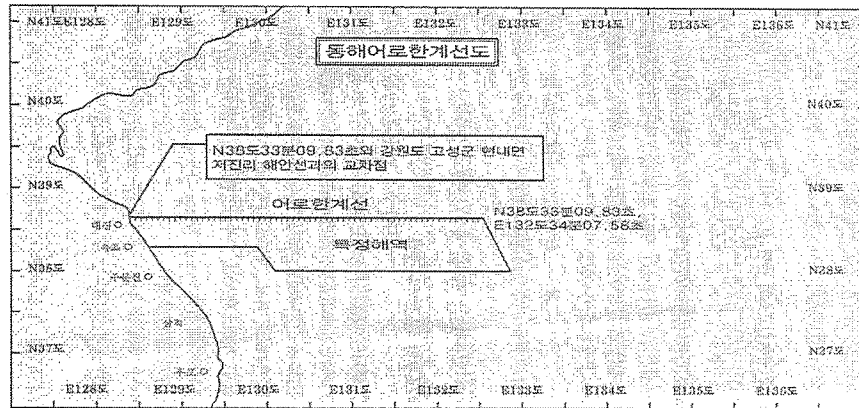 N41도 E128도 E129도 E130도 E131도 E132도 E133도 E134도 E135도 E136도 N41도
동해어로한계선도
N40도 N40도
N38도33분09.83초와 강원도 고성군 현내면
저진리 해안선과의 교차점
N39도 N39도
어로한계선
N38도33분09.83초,
E132도34분07.58초
대진
특정해역
속초
N38도 N38도
주문진
삼척
N37도 N37도
E128도 E129도 E130도 E131도 E132도 E133도 E134도 E135도 E136도